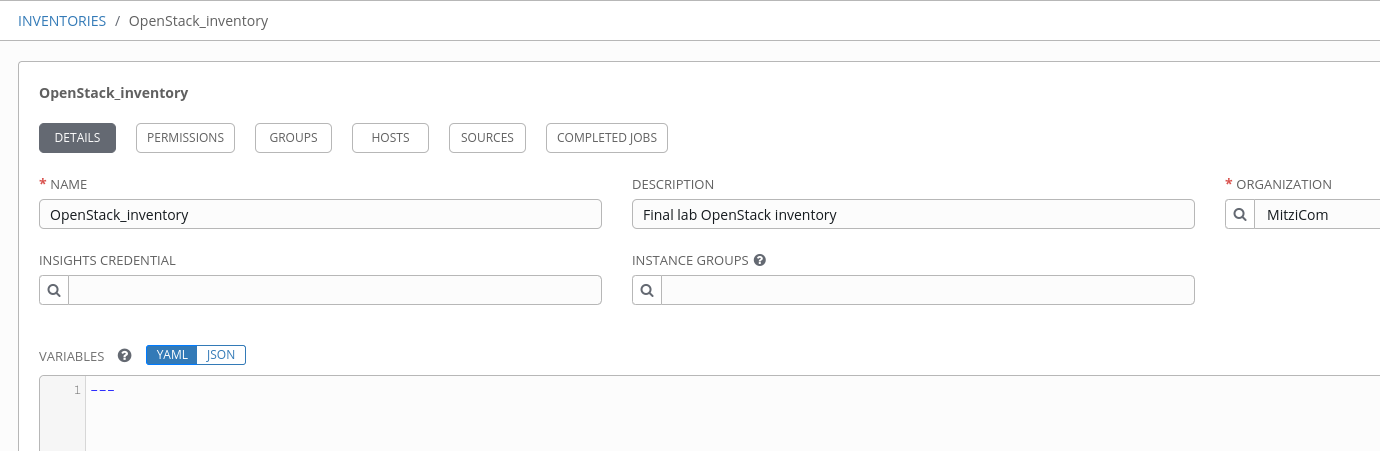 INVENTORIES / OpenStack_inventory
OpenStack_inventory
DETAILS PERMISSIONS GROUPS HOSTS SOURCES COMPLETED JOBS
* NAME DESCRIPTION * ORGANIZATION
OpenStack_inventory Final lab OpenStack inventory MitziCom
INSIGHTS CREDENTIAL INSTANCE GROUPS ?
VARIABLES ? YAML JSON
1 ---